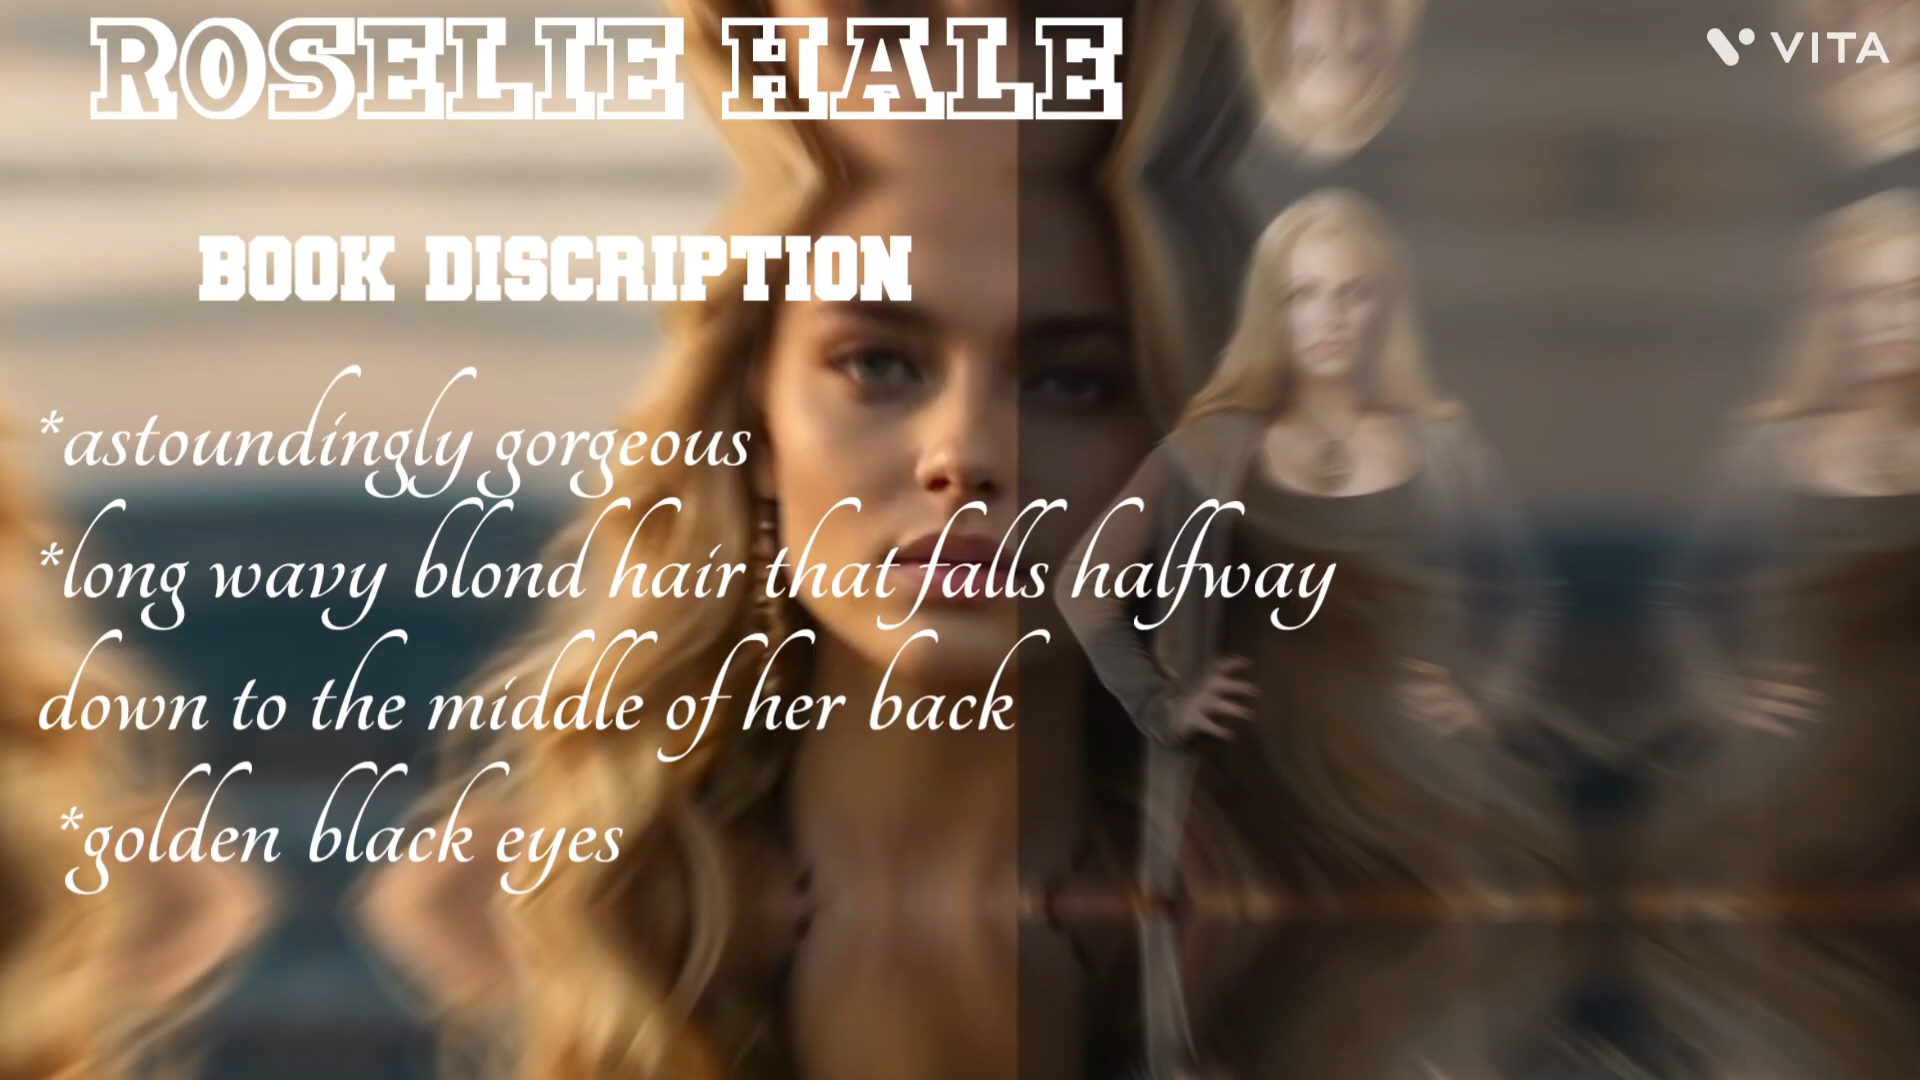 ROSELIE HALE
VITA
BOOK DISCRIPTION
*astoundingly gorgeous
*long wavy blond hair that falls halfway
down to the middle of her back
*golden black eyes